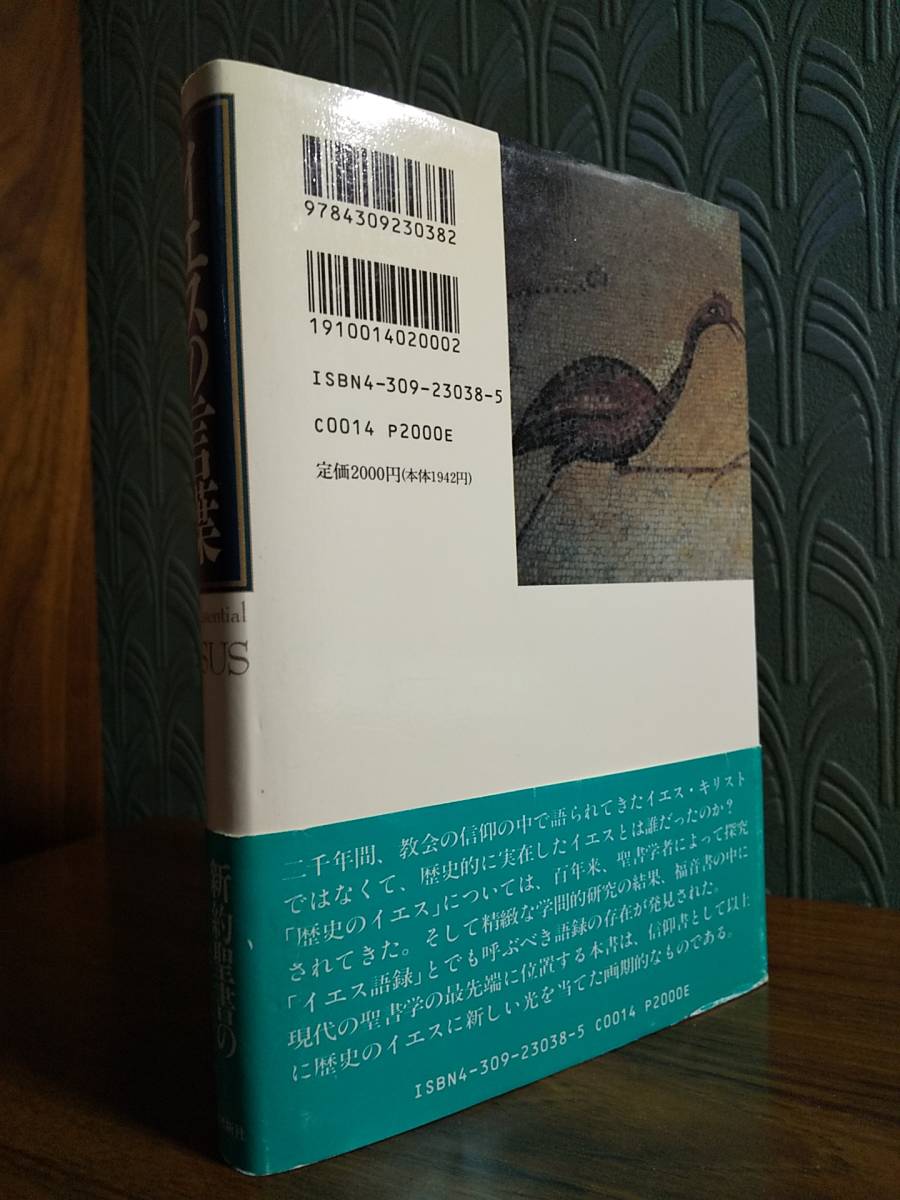 イエスの言葉
sential
SUS
新約聖書の
9784309230382
1910014020002
ISBN4-309-23038-5
C0014 P2000E
定価2000円(本体1942円)
二千年間、教会の信仰の中で語られてきたイエス・キリスト
ではなくて、歴史的に実在したイエスとは誰だったのか?
「歴史のイエス」については、百年来、聖書学者によって探究
されてきた。そして精緻な学問的研究の結果、福音書の中に
「イエス語録」とでも呼ぶべき語録の存在が発見された。
現代の聖書学の最先端に位置する本書は、信仰書として以上
に歴史のイエスに新しい光を当てた画期的なものである。
ISBN4-309-23038-5 C0014 P2000E